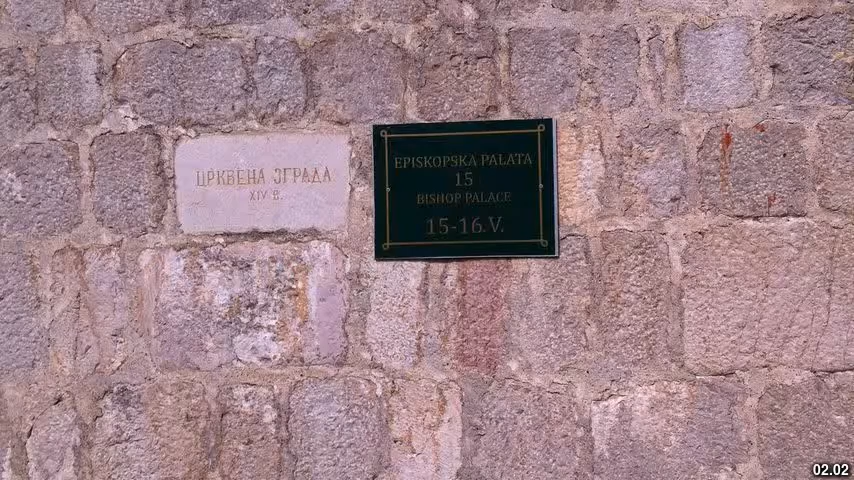 ЦРКВЕНА ЗГРАДА
XIV В.
EPISKOPSKA PALATA
15
BISHOP PALACE
15-16.V.
02.02